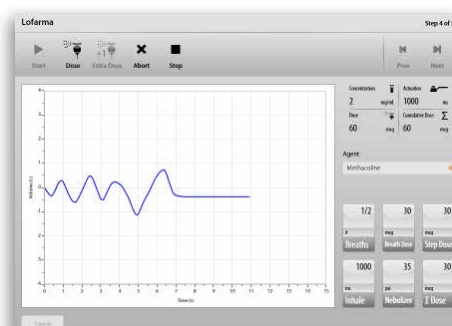 Lofarma
Step 4 of
Start
Dose
Extra Dose
Abort
Stop
Prev
Next
4
3
2
1
0
-1
-2
-3
-4
Volume (L)
0 1 2 3 4 5 6 7 8 9 10 11 12 13 14 15
Time (s)
Concentration
2 mg/ml
Actuation
1000 ms
Dose
60 mcg
Cumulative Dose Σ
60 mcg
Agent
Methacoline
1/2
#
Breaths
30
mcg
Breath Dose
30
mcg
Step Dose
1000
ms
Inhale
35
psi
Nebulizer
30
mcg
Σ Dose